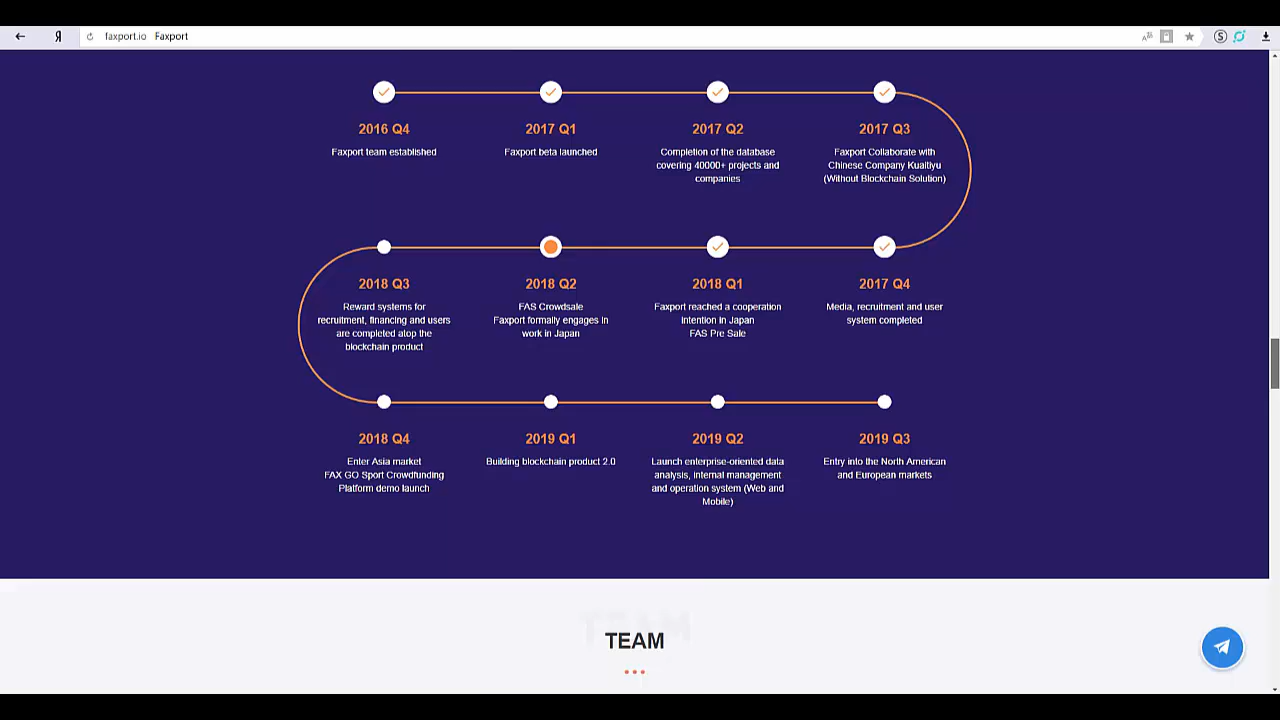 faxport.io Faxport
2016 Q4
Faxport team established
2017 Q1
Faxport beta launched
2017 Q2
Completion of the database
covering 40000+ projects and
companies
2017 Q3
Faxport Collaborate with
Chinese Company Kuaitiyu
(Without Blockchain Solution)
2018 Q3
Reward systems for
recruitment, financing and users
are completed atop the
blockchain product
2018 Q2
FAS Crowdsale
Faxport formally engages in
work in Japan
2018 Q1
Faxport reached a cooperation
intention in Japan
FAS Pre Sale
2017 Q4
Media, recruitment and user
system completed
2018 Q4
Enter Asia market
FAX GO Sport Crowdfunding
Platform demo launch
2019 Q1
Building blockchain product 2.0
2019 Q2
Launch enterprise-oriented data
analysis, internal management
and operation system (Web and
Mobile)
2019 Q3
Entry into the North American
and European markets
TEAM
TEAM